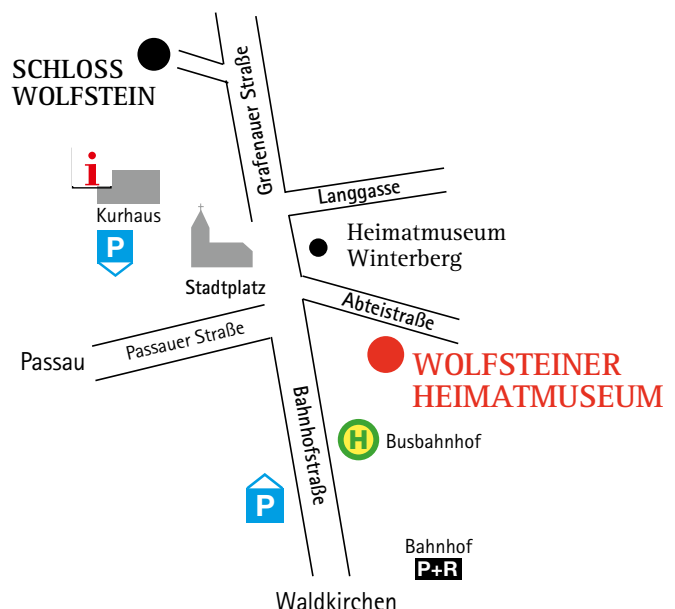 SCHLOSS
WOLFSTEIN
Grafenauer Straße
i
Kurhaus
P
Langgasse
Heimatmuseum
Winterberg
Stadtplatz
Abteistraße
Passauer Straße
Passau
WOLFSTEINER
HEIMATMUSEUM
Bahnhofstraße
H
Busbahnhof
P
Bahnhof
P+R
Waldkirchen